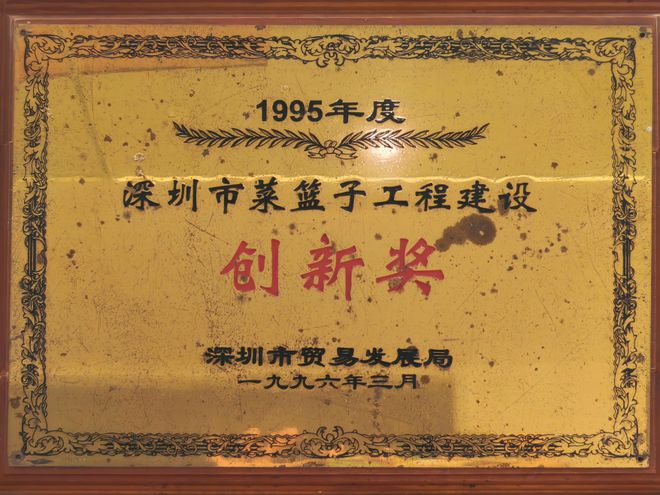 1995年度
深圳市菜篮子工程建设
创新奖
深圳市贸易发展局
一九九六年三月